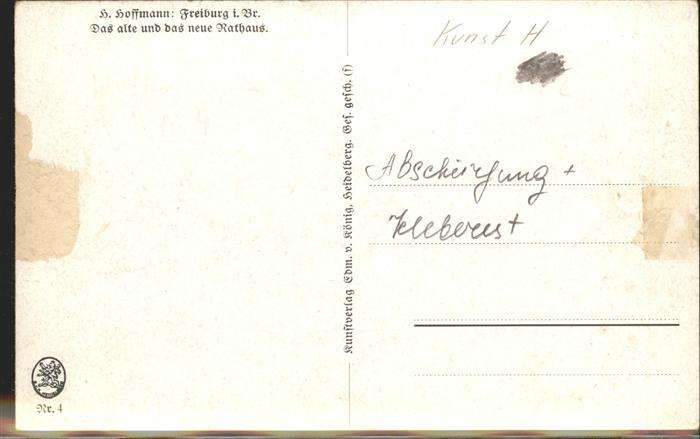 H. Hoffmann: Freiburg i. Br.
Das alte und das neue Rathaus.
Kunst H
Kunstverlag Edm. v. König, Heidelberg. Ges. gesch. (f)
Abschürfung +
Kleberest
Nr. 4